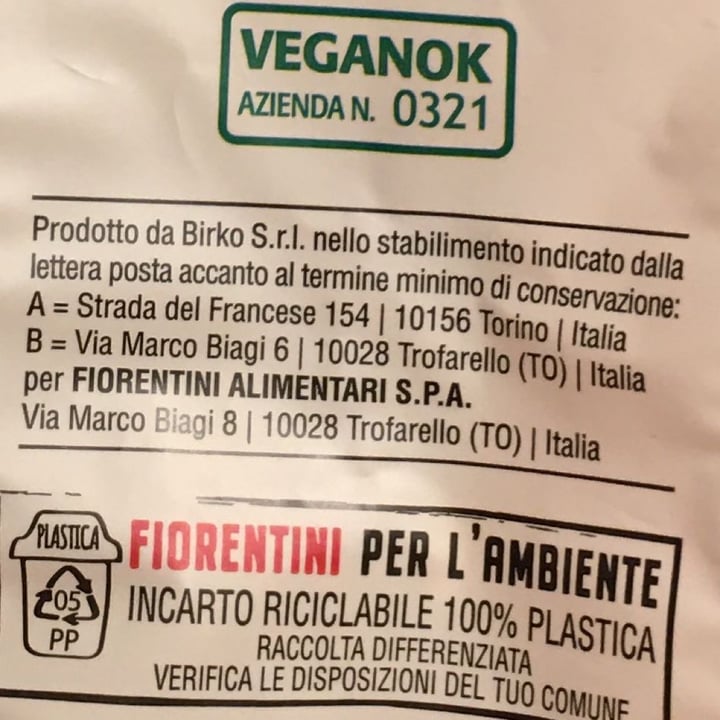 VEGANOK
AZIENDA N. 0321
Prodotto da Birko S.r.l. nello stabilimento indicato dalla
lettera posta accanto al termine minimo di conservazione:
A = Strada del Francese 154 | 10156 Torino | Italia
B = Via Marco Biagi 6 | 10028 Trofarello (TO) | Italia
per FIORENTINI ALIMENTARI S.P.A.
Via Marco Biagi 8 | 10028 Trofarello (TO) | Italia
PLASTICA
05
PP
FIORENTINI PER L'AMBIENTE
INCARTO RICICLABILE 100% PLASTICA
RACCOLTA DIFFERENZIATA
VERIFICA LE DISPOSIZIONI DEL TUO COMUNE